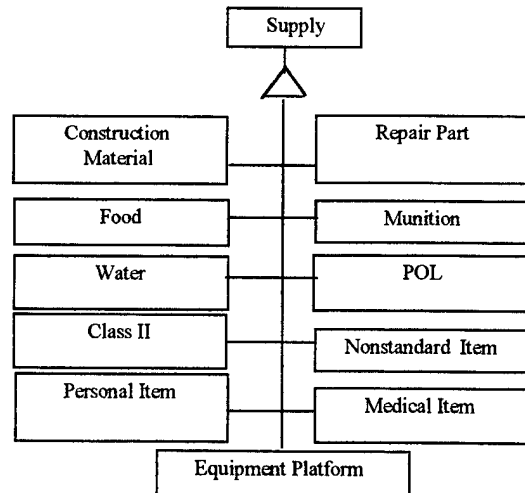 Supply
Construction
Material
Repair Part
Food
Munition
Water
POL
Class II
Nonstandard Item
Personal Item
Medical Item
Equipment Platform